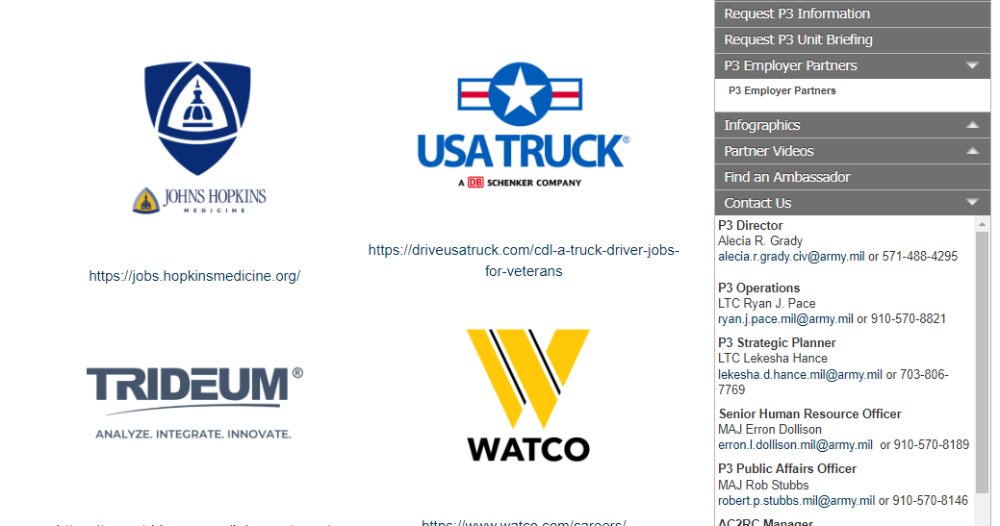 JOHNS HOPKINS
MEDICINE
https://jobs.hopkinsmedicine.org/
USA TRUCK®
A DB SCHENKER COMPANY
https://driveusatruck.com/cdl-a-truck-driver-jobs-
for-veterans
TRIDEUM®
ANALYZE. INTEGRATE. INNOVATE.
WATCO
https://www.watco.com/careers/
Request P3 Information
Request P3 Unit Briefing
P3 Employer Partners
P3 Employer Partners
Infographics
Partner Videos
Find an Ambassador
Contact Us
P3 Director
Alecia R. Grady
alecia.r.grady.civ@army.mil or 571-488-4295
P3 Operations
LTC Ryan J. Pace
ryan.j.pace.mil@army.mil or 910-570-8821
P3 Strategic Planner
LTC Lekesha Hance
lekesha.d.hance.mil@army.mil or 703-806-
7769
Senior Human Resource Officer
MAJ Erron Dollison
erron.l.dollison.mil@army.mil or 910-570-8189
P3 Public Affairs Officer
MAJ Rob Stubbs
robert.p.stubbs.mil@army.mil or 910-570-8146
AC2RC Manager